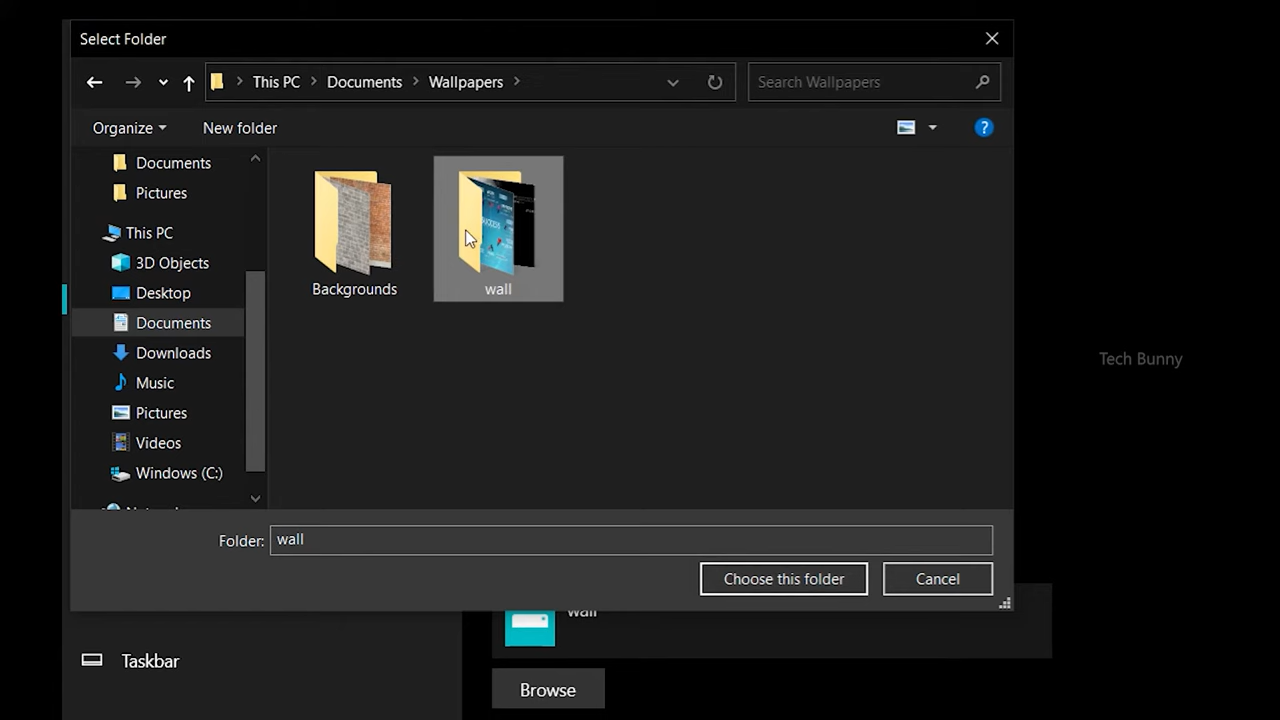 Select Folder
This PC Documents Wallpapers
Search Wallpapers
Organize
New folder
?
Documents
Pictures
This PC
3D Objects
Desktop
Documents
Downloads
Music
Pictures
Videos
Windows (C:)
Backgrounds
wall
Tech Bunny
Folder: wall
Choose this folder
Cancel
wall
Taskbar
Browse